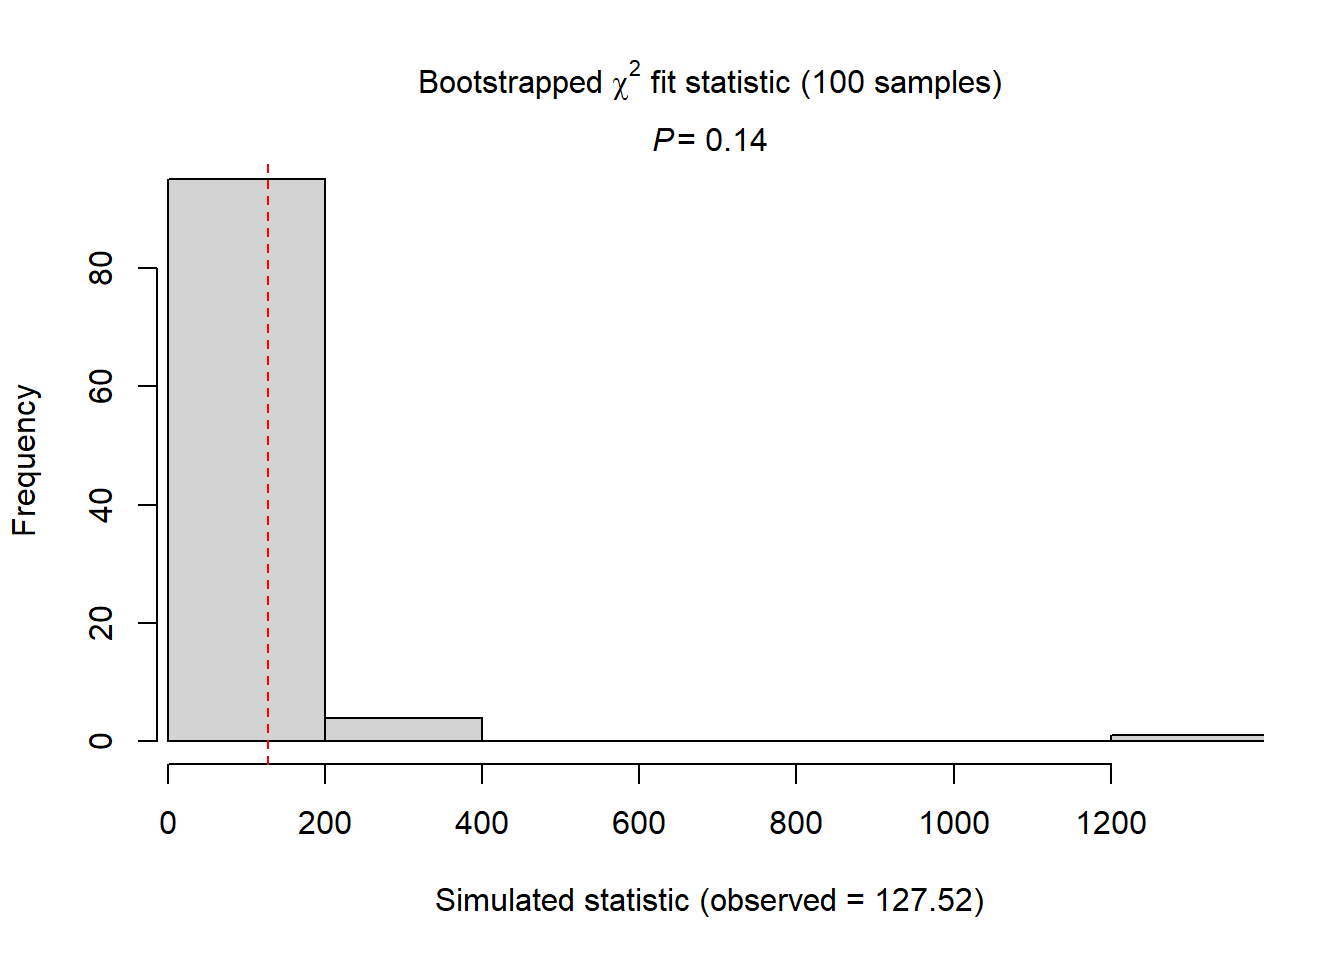 Bootstrapped χ² fit statistic (100 samples)
P = 0.14
Frequency
80
60
40
20
0
0 200 400 600 800 1000 1200
Simulated statistic (observed = 127.52)